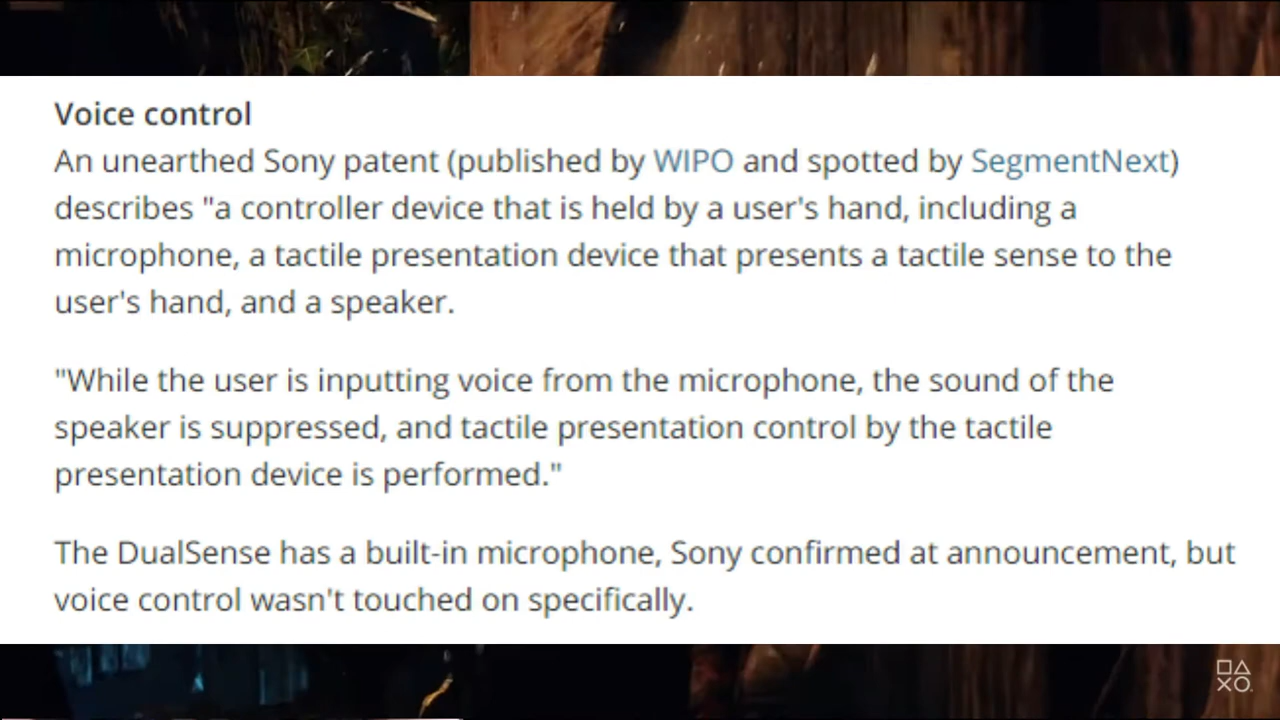 Voice control
An unearthed Sony patent (published by WIPO and spotted by SegmentNext)
describes "a controller device that is held by a user's hand, including a
microphone, a tactile presentation device that presents a tactile sense to the
user's hand, and a speaker.
"While the user is inputting voice from the microphone, the sound of the
speaker is suppressed, and tactile presentation control by the tactile
presentation device is performed."
The DualSense has a built-in microphone, Sony confirmed at announcement, but
voice control wasn't touched on specifically.